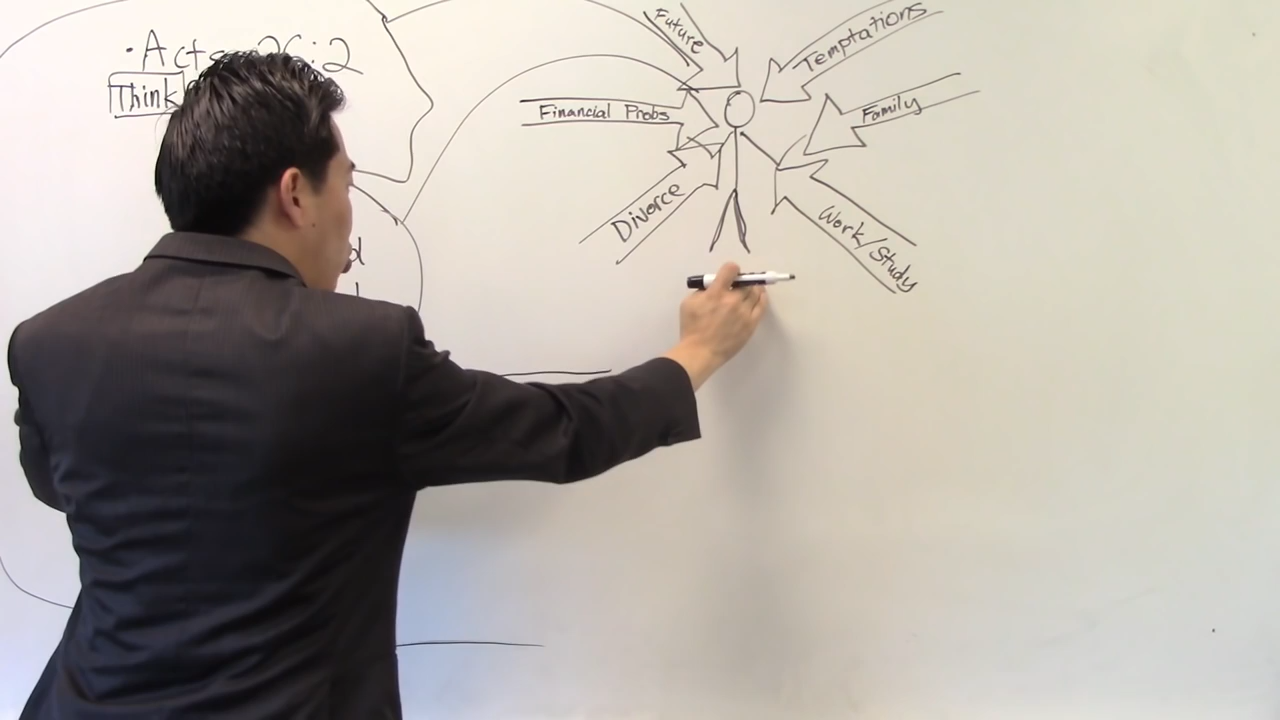 · Acts 26:2
Think
Future
Temptations
Financial Probs
Family
Divorce
Work/Study